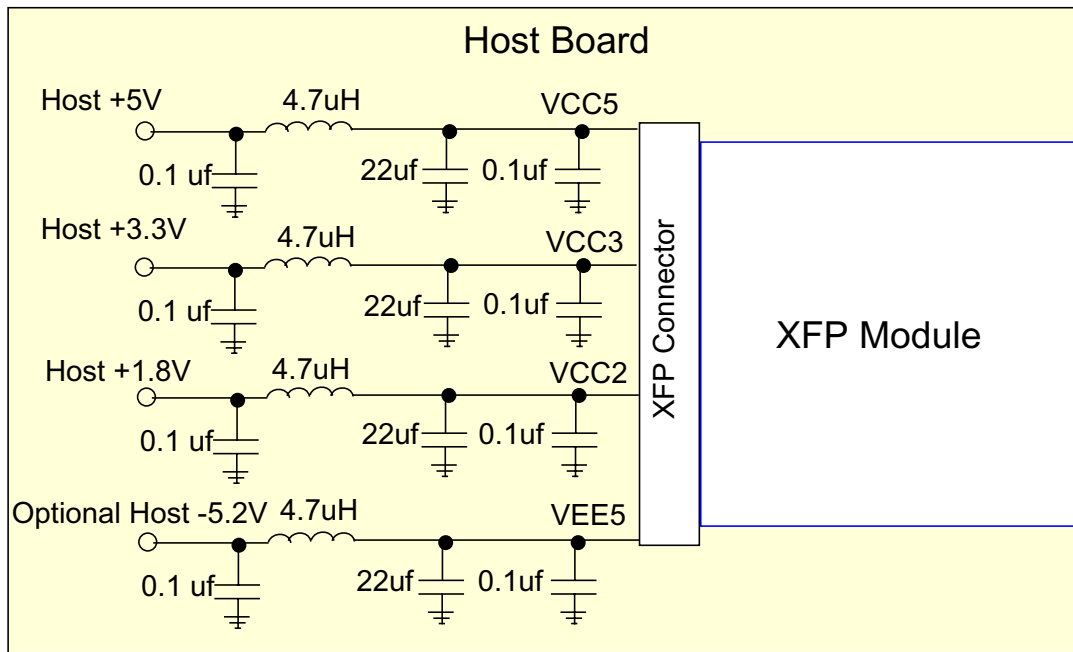 Host Board
Host +5V
4.7uH
VCC5
0.1 uf
22uf
0.1uf
Host +3.3V
4.7uH
VCC3
0.1 uf
22uf
0.1uf
Host +1.8V
4.7uH
VCC2
0.1 uf
22uf
0.1uf
Optional Host -5.2V
4.7uH
VEE5
0.1 uf
22uf
0.1uf
XFP Connector
XFP Module